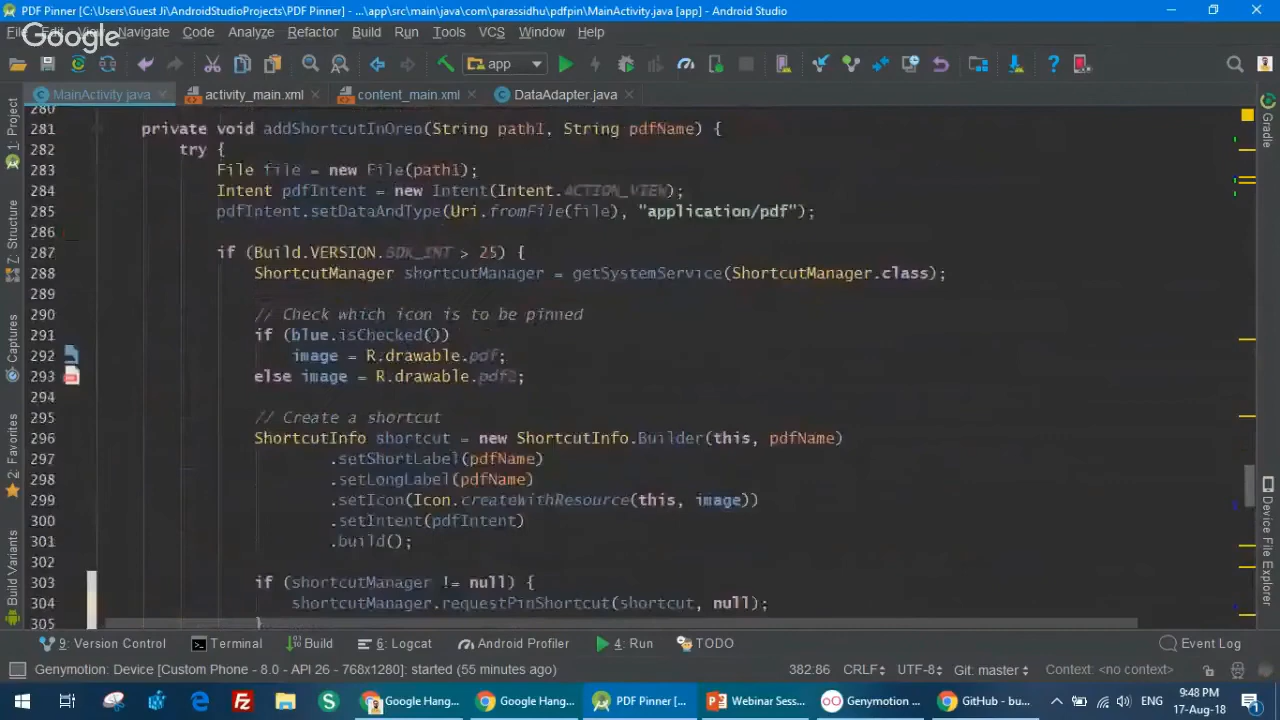 PDF Pinner [C:\Users\Guest Ji\AndroidStudioProjects\PDF Pinner] - ...\app\src\main\java\com\parassidhu\pdfpin\MainActivity.java [app] - Android Studio
Google
File Edit View Navigate Code Analyze Refactor Build Run Tools VCS Window Help
app
MainActivity.java activity_main.xml content_main.xml DataAdapter.java
1: Project
7: Structure
Captures
2: Favorites
Build Variants
Gradle
Device File Explorer
280
281 private void addShortcutInOreo(String path1, String pdfName) {
282 try {
283 File file = new File(path1);
284 Intent pdfIntent = new Intent(Intent.ACTION_VIEW);
285 pdfIntent.setDataAndType(Uri.fromFile(file), "application/pdf");
286
287 if (Build.VERSION.SDK_INT > 25) {
288 ShortcutManager shortcutManager = getSystemService(ShortcutManager.class);
289
290 // Check which icon is to be pinned
291 if (blue.isChecked())
292 image = R.drawable.pdf;
293 else image = R.drawable.pdf2;
294
295 // Create a shortcut
296 ShortcutInfo shortcut = new ShortcutInfo.Builder(this, pdfName)
297 .setShortLabel(pdfName)
298 .setLongLabel(pdfName)
299 .setIcon(Icon.createWithResource(this, image))
300 .setIntent(pdfIntent)
301 .build();
302
303 if (shortcutManager != null) {
304 shortcutManager.requestPinShortcut(shortcut, null);
305 }
9: Version Control Terminal Build 6: Logcat Android Profiler 4: Run TODO Event Log
Genymotion: Device [Custom Phone - 8.0 - API 26 - 768x1280]: started (55 minutes ago) 382:86 CRLF UTF-8 Git: master Context: <no context>
Google Hang... Google Hang... PDF Pinner [... Webinar Sess... Genymotion ... GitHub - bu... ENG 9:48 PM
17-Aug-18